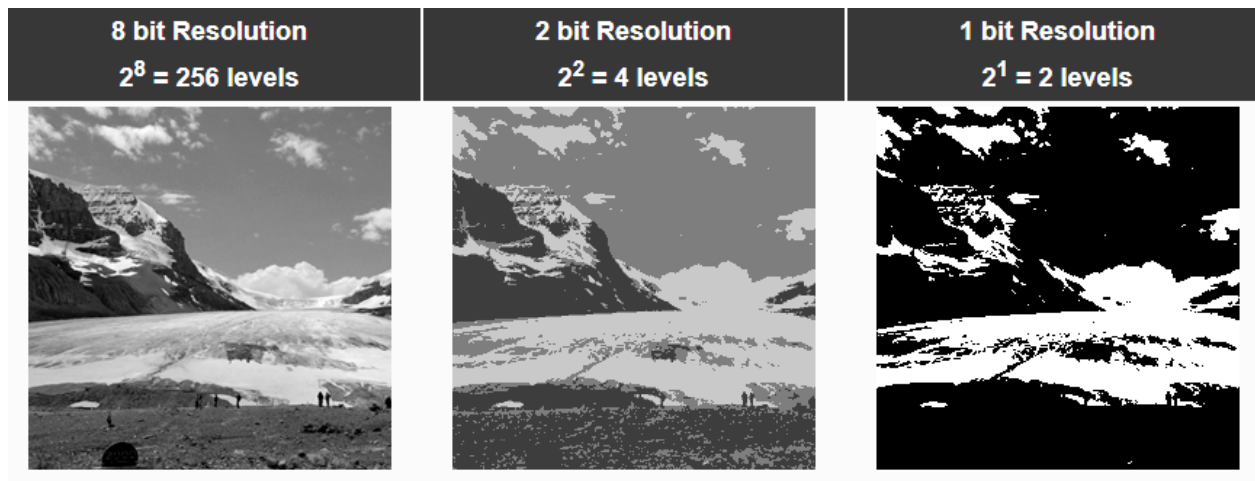 8 bit Resolution
2⁸ = 256 levels
2 bit Resolution
2² = 4 levels
1 bit Resolution
2¹ = 2 levels